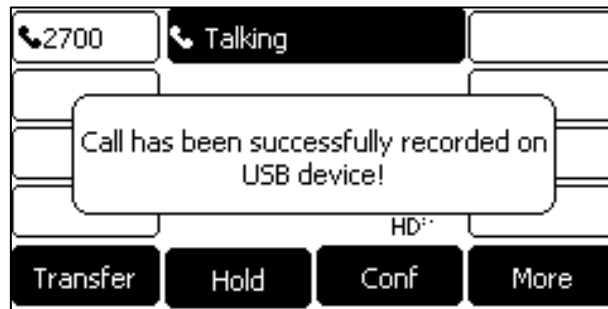 2700
Talking
Call has been successfully recorded on
USB device!
HD
Transfer
Hold
Conf
More